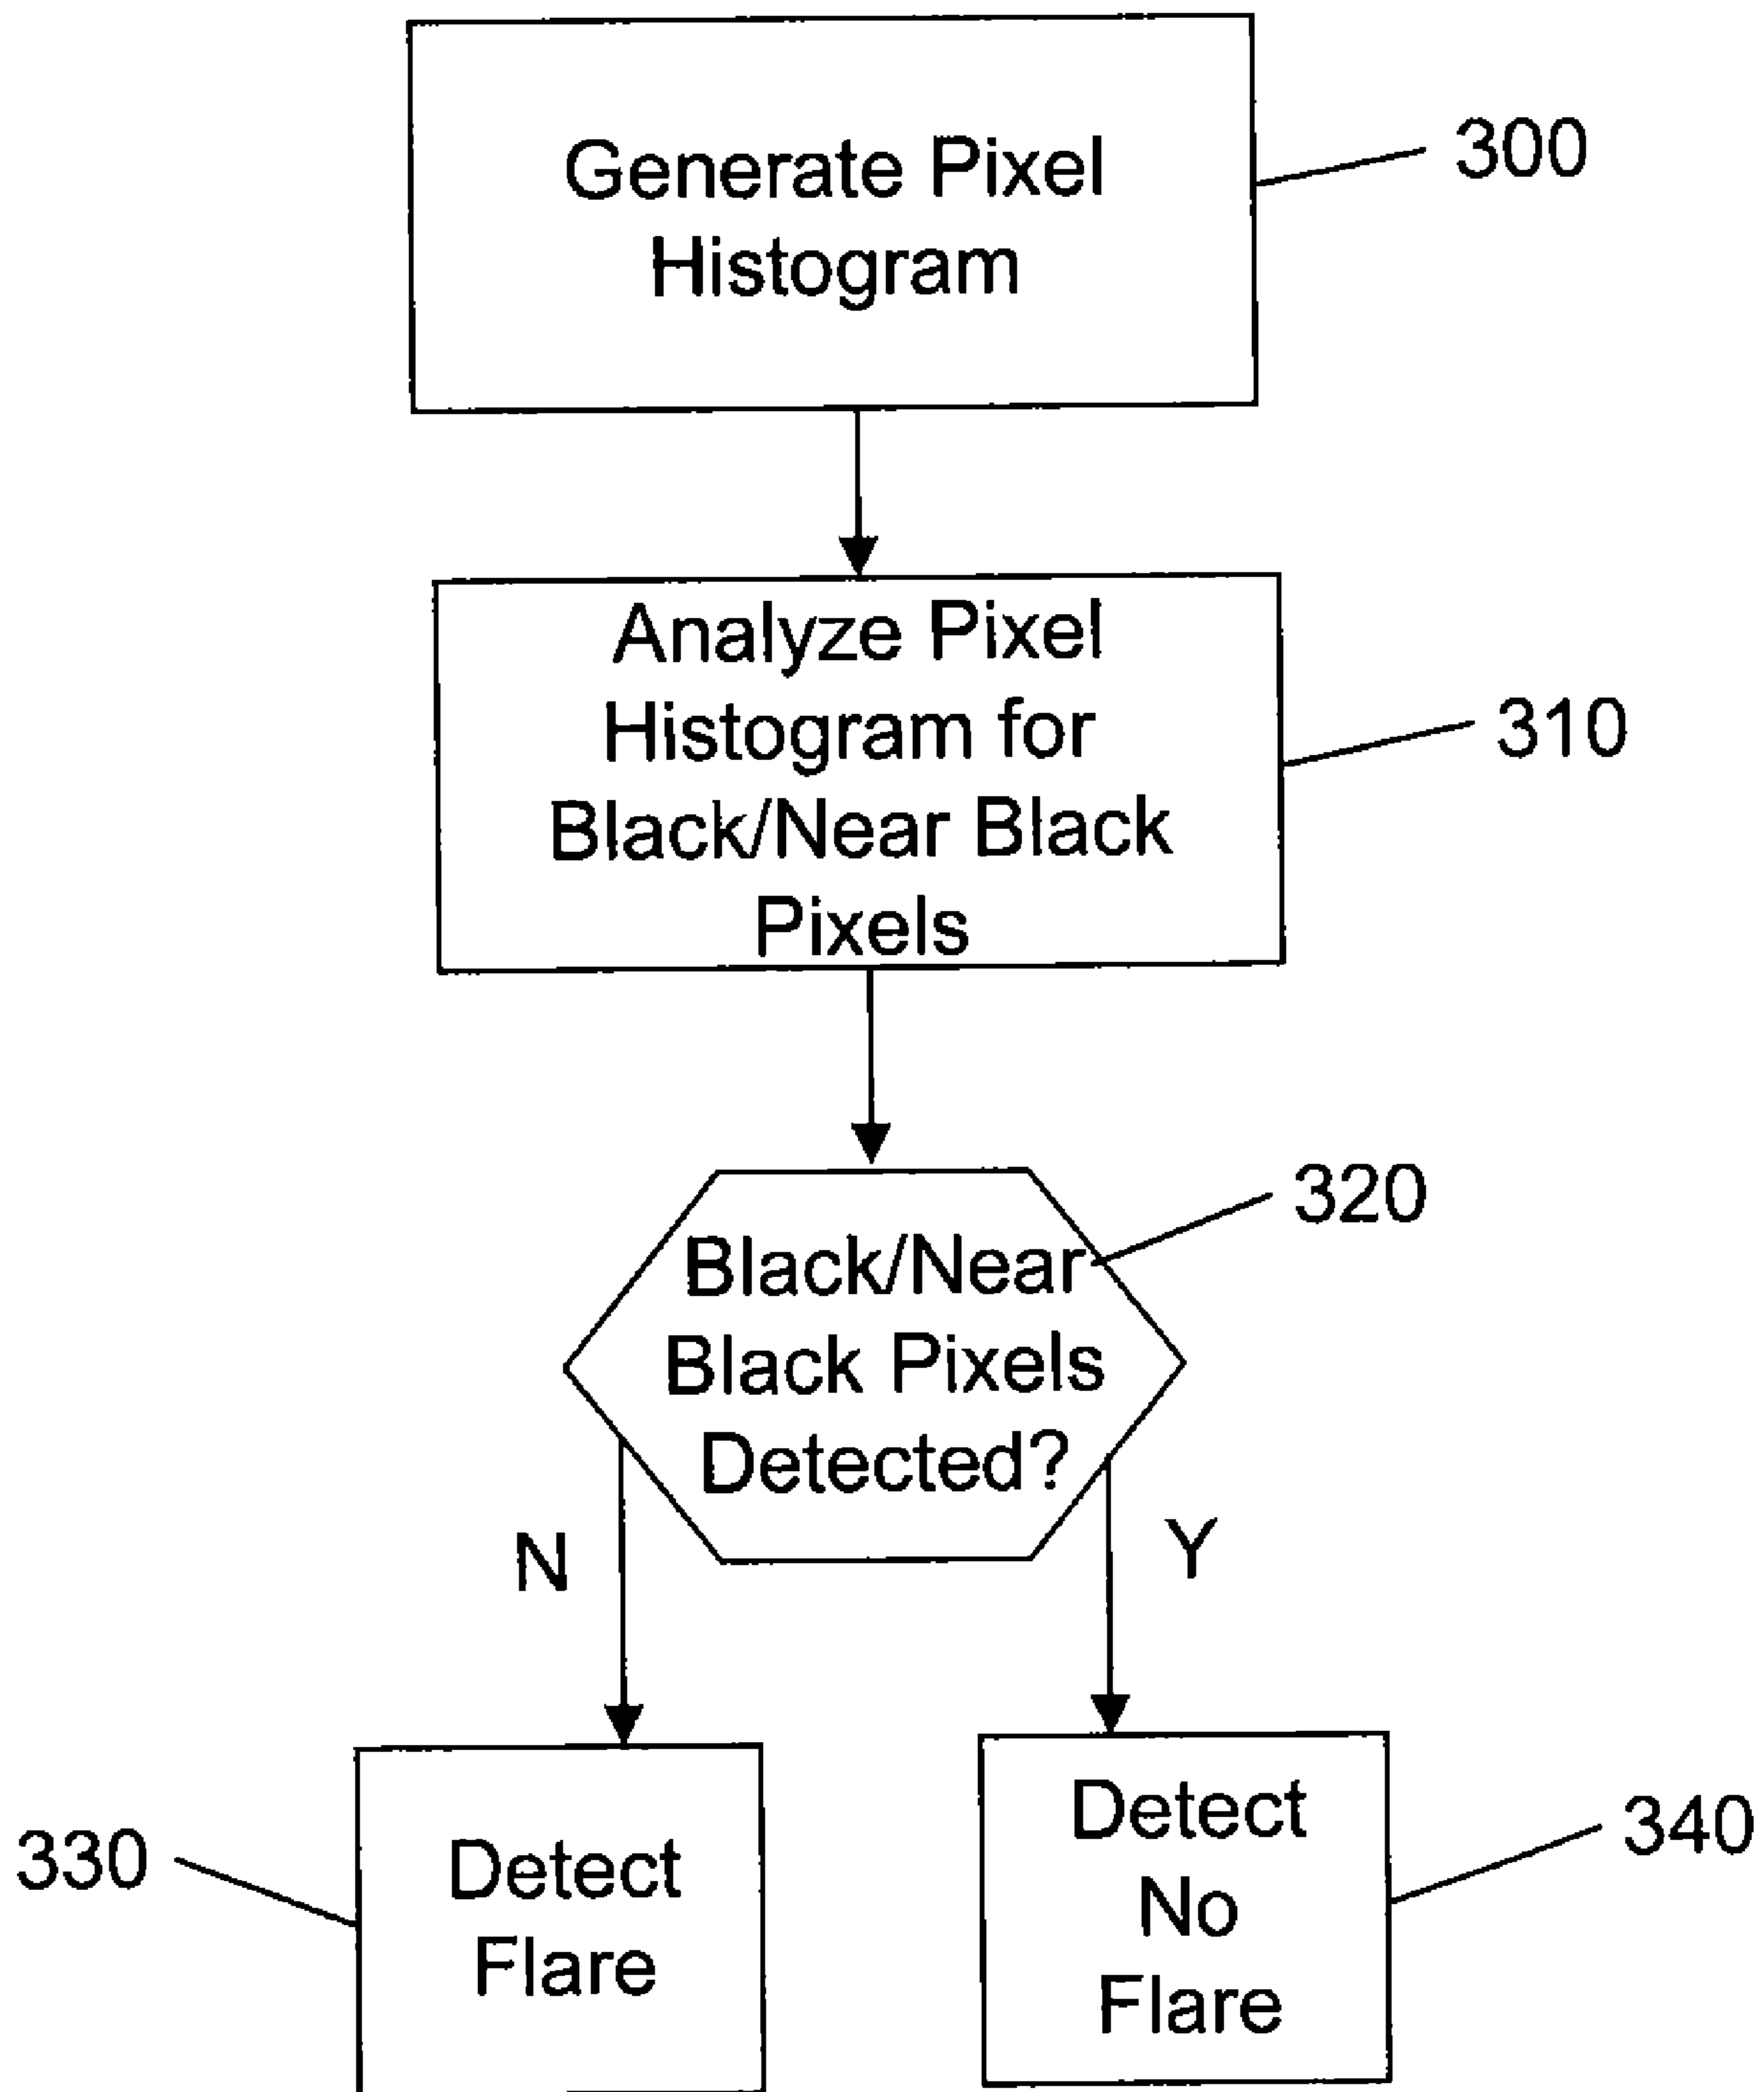 Generate Pixel
Histogram
300
Analyze Pixel
Histogram for
Black/Near Black
Pixels
310
Black/Near
Black Pixels
Detected?
320
N
Y
330
Detect
Flare
Detect
No
Flare
340